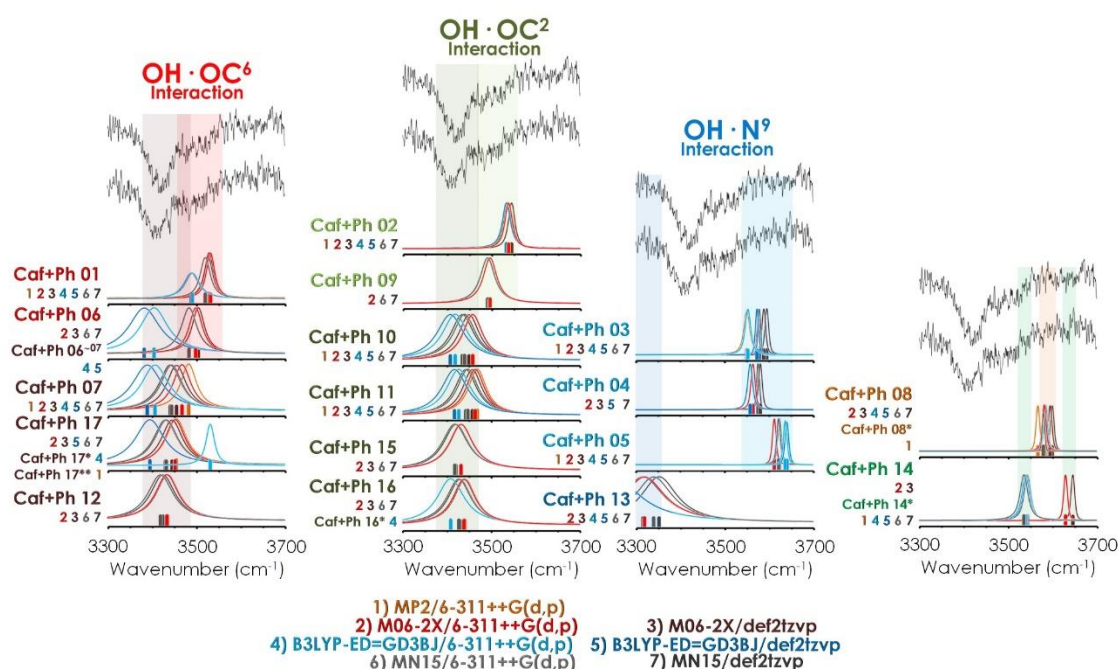 OH · OC⁶
Interaction
3300 3500 3700
Caf+Ph 01
1 2 3 4 5 6 7
Caf+Ph 06
2 3 6 7
Caf+Ph 06⁻⁰⁷
4 5
Caf+Ph 07
1 2 3 4 5 6 7
Caf+Ph 17
2 3 5 6 7
Caf+Ph 17* 4
Caf+Ph 17** 1
Caf+Ph 12
2 3 6 7
3300 3500 3700
Wavenumber (cm⁻¹)
OH · OC²
Interaction
3300 3500 3700
Caf+Ph 02
1 2 3 4 5 6 7
Caf+Ph 09
2 6 7
Caf+Ph 10
1 2 3 4 5 6 7
Caf+Ph 11
1 2 3 4 5 6 7
Caf+Ph 15
2 3 6 7
Caf+Ph 16
2 3 6 7
Caf+Ph 16* 4
3300 3500 3700
Wavenumber (cm⁻¹)
OH · N⁹
Interaction
3300 3500 3700
Caf+Ph 03
1 2 3 4 5 6 7
Caf+Ph 04
2 3 5 7
Caf+Ph 05
1 2 3 4 5 6 7
Caf+Ph 13
2 3 4 5 6 7
3300 3500 3700
Wavenumber (cm⁻¹)
3300 3500 3700
Caf+Ph 08
2 3 4 5 6 7
Caf+Ph 08*
1
Caf+Ph 14
2 3
Caf+Ph 14*
1 4 5 6 7
3300 3500 3700
Wavenumber (cm⁻¹)
1) MP2/6-311++G(d,p)
2) M06-2X/6-311++G(d,p) 3) M06-2X/def2tzvp
4) B3LYP-ED=GD3BJ/6-311++G(d,p) 5) B3LYP-ED=GD3BJ/def2tzvp
6) MN15/6-311++G(d,p) 7) MN15/def2tzvp